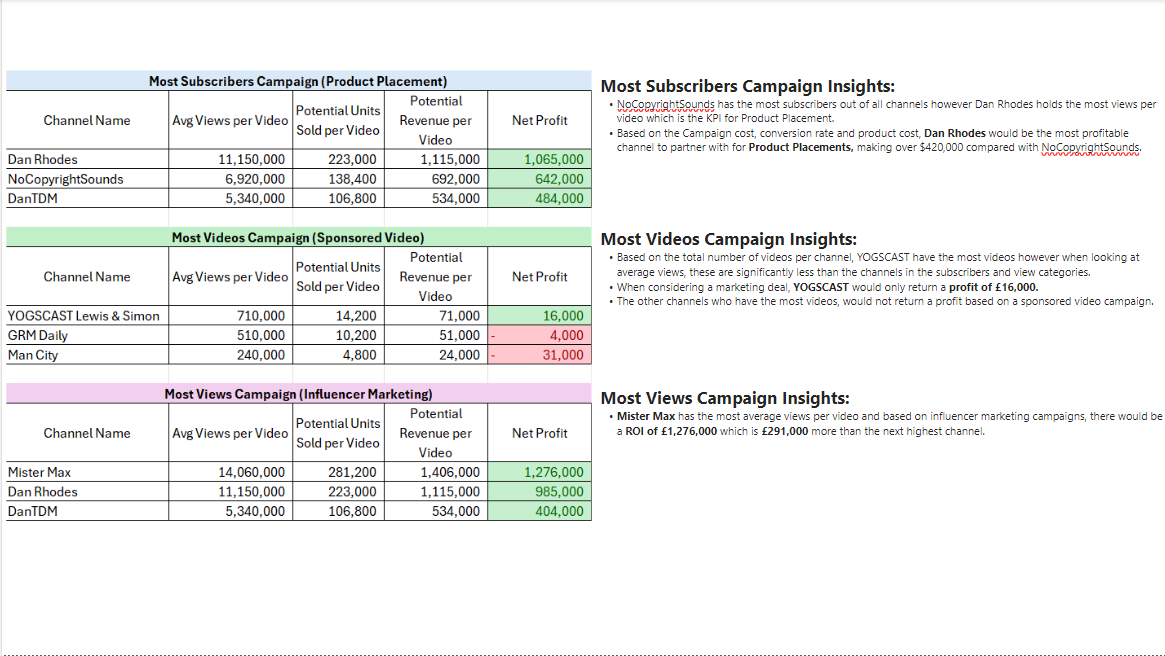 Most Subscribers Campaign (Product Placement)
Channel Name Avg Views per Video Potential Units Sold per Video Potential Revenue per Video Net Profit
Dan Rhodes 11,150,000 223,000 1,115,000 1,065,000
NoCopyrightSounds 6,920,000 138,400 692,000 642,000
DanTDM 5,340,000 106,800 534,000 484,000
Most Subscribers Campaign Insights:
• NoCopyrightSounds has the most subscribers out of all channels however Dan Rhodes holds the most views per
video which is the KPI for Product Placement.
• Based on the Campaign cost, conversion rate and product cost, Dan Rhodes would be the most profitable
channel to partner with for Product Placements, making over $420,000 compared with NoCopyrightSounds.
Most Videos Campaign (Sponsored Video)
Channel Name Avg Views per Video Potential Units Sold per Video Potential Revenue per Video Net Profit
YOGSCAST Lewis & Simon 710,000 14,200 71,000 16,000
GRM Daily 510,000 10,200 51,000 - 4,000
Man City 240,000 4,800 24,000 - 31,000
Most Videos Campaign Insights:
• Based on the total number of videos per channel, YOGSCAST have the most videos however when looking at
average views, these are significantly less than the channels in the subscribers and view categories.
• When considering a marketing deal, YOGSCAST would only return a profit of £16,000.
• The other channels who have the most videos, would not return a profit based on a sponsored video campaign.
Most Views Campaign (Influencer Marketing)
Channel Name Avg Views per Video Potential Units Sold per Video Potential Revenue per Video Net Profit
Mister Max 14,060,000 281,200 1,406,000 1,276,000
Dan Rhodes 11,150,000 223,000 1,115,000 985,000
DanTDM 5,340,000 106,800 534,000 404,000
Most Views Campaign Insights:
• Mister Max has the most average views per video and based on influencer marketing campaigns, there would be
a ROI of £1,276,000 which is £291,000 more than the next highest channel.